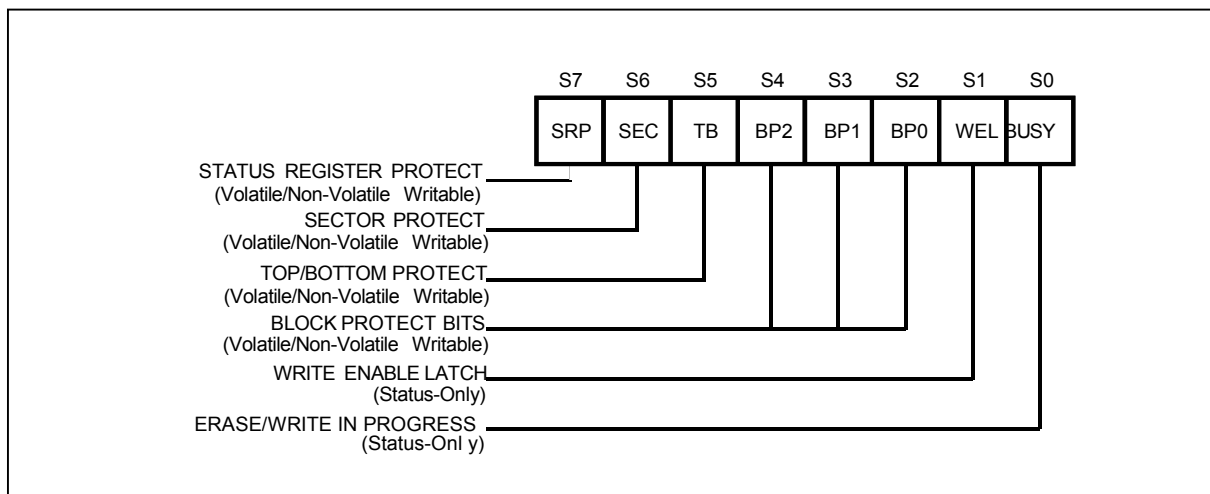 S7 S6 S5 S4 S3 S2 S1 S0
SRP SEC TB BP2 BP1 BP0 WEL BUSY
STATUS REGISTER PROTECT
(Volatile/Non-Volatile Writable)
SECTOR PROTECT
(Volatile/Non-Volatile Writable)
TOP/BOTTOM PROTECT
(Volatile/Non-Volatile Writable)
BLOCK PROTECT BITS
(Volatile/Non-Volatile Writable)
WRITE ENABLE LATCH
(Status-Only)
ERASE/WRITE IN PROGRESS
(Status-Onl y)